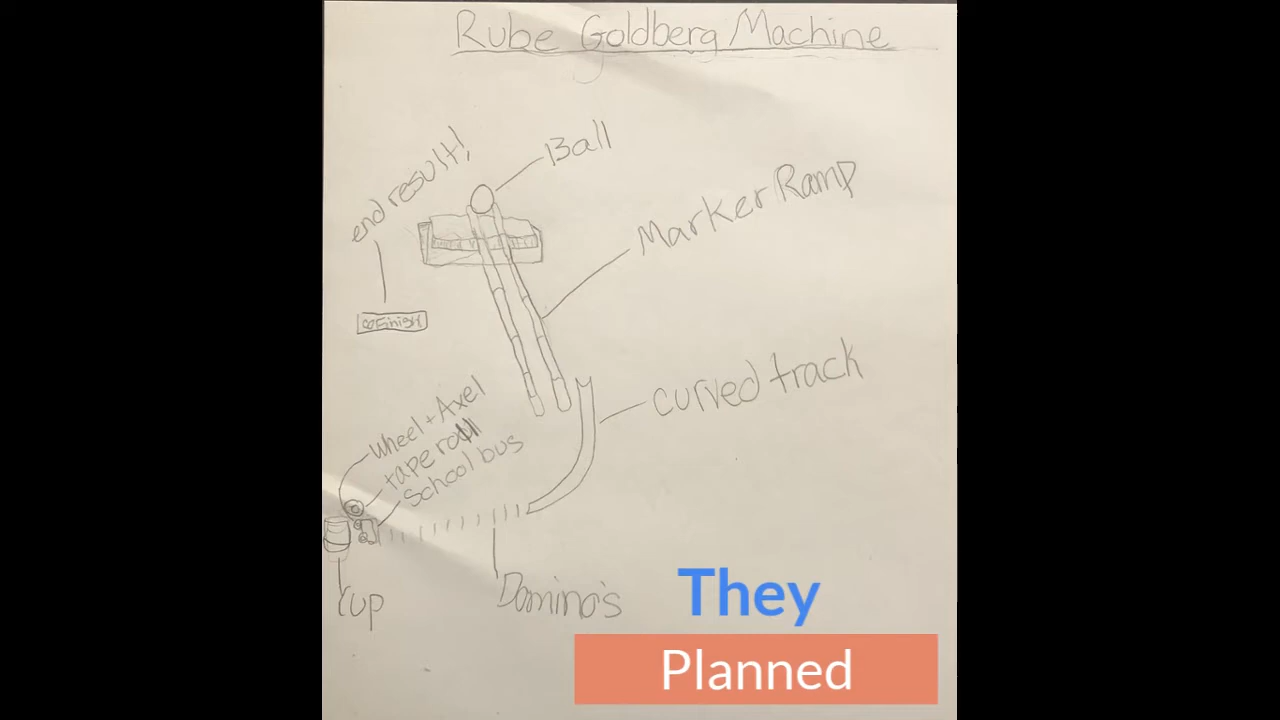 Rube Goldberg Machine
Ball
end result!
Marker Ramp
Finish
curved track
Wheel + Axel
tape roll
School bus
Cup
Domino's
They
Planned